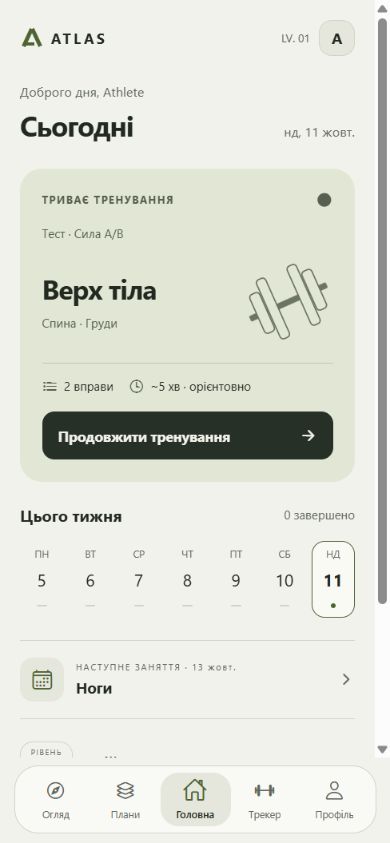 ATLAS
LV. 01
A
Доброго дня, Athlete
Сьогодні
нд, 11 жовт.
ТРИВАЄ ТРЕНУВАННЯ
Тест · Сила A/B
Верх тіла
Спина · Груди
2 вправи
~5 хв · орієнтовно
Продовжити тренування
Цього тижня
0 завершено
ПН ВТ СР ЧТ ПТ СБ НД
5 6 7 8 9 10 11
НАСТУПНЕ ЗАНЯТТЯ · 13 жовт.
Ноги
РІВЕНЬ
...
Огляд
Плани
Головна
Трекер
Профіль